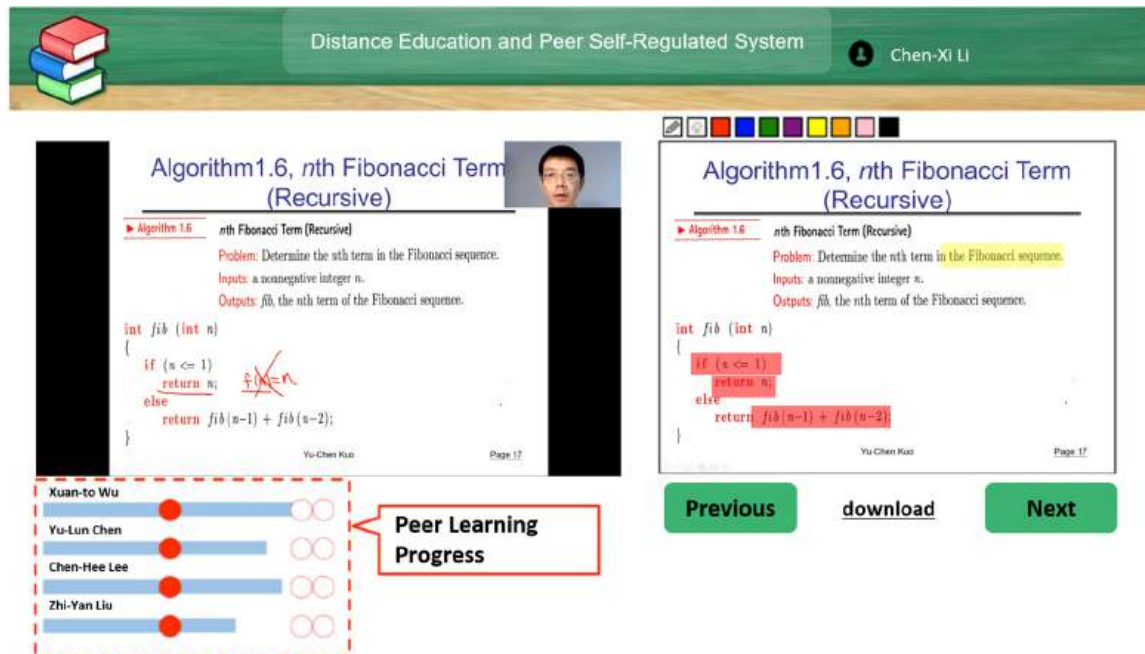 Distance Education and Peer Self-Regulated System
Chen-Xi Li
Algorithm1.6, nth Fibonacci Term
(Recursive)
▶ Algorithm 1.6 nth Fibonacci Term (Recursive)
Problem: Determine the nth term in the Fibonacci sequence.
Inputs: a nonnegative integer n.
Outputs: fib, the nth term of the Fibonacci sequence.
int fib (int n)
{
if (n <= 1)
return n; f(n)=n
else
return fib(n-1) + fib(n-2);
}
Yu-Chen Kuo Page 17
Algorithm1.6, nth Fibonacci Term
(Recursive)
▶ Algorithm 1.6 nth Fibonacci Term (Recursive)
Problem: Determine the nth term in the Fibonacci sequence.
Inputs: a nonnegative integer n.
Outputs: fib, the nth term of the Fibonacci sequence.
int fib (int n)
{
if (n <= 1)
return n;
else
return fib(n-1) + fib(n-2);
}
Yu-Chen Kuo Page 17
Previous download Next
Xuan-to Wu
Yu-Lun Chen
Chen-Hee Lee
Zhi-Yan Liu
Peer Learning
Progress